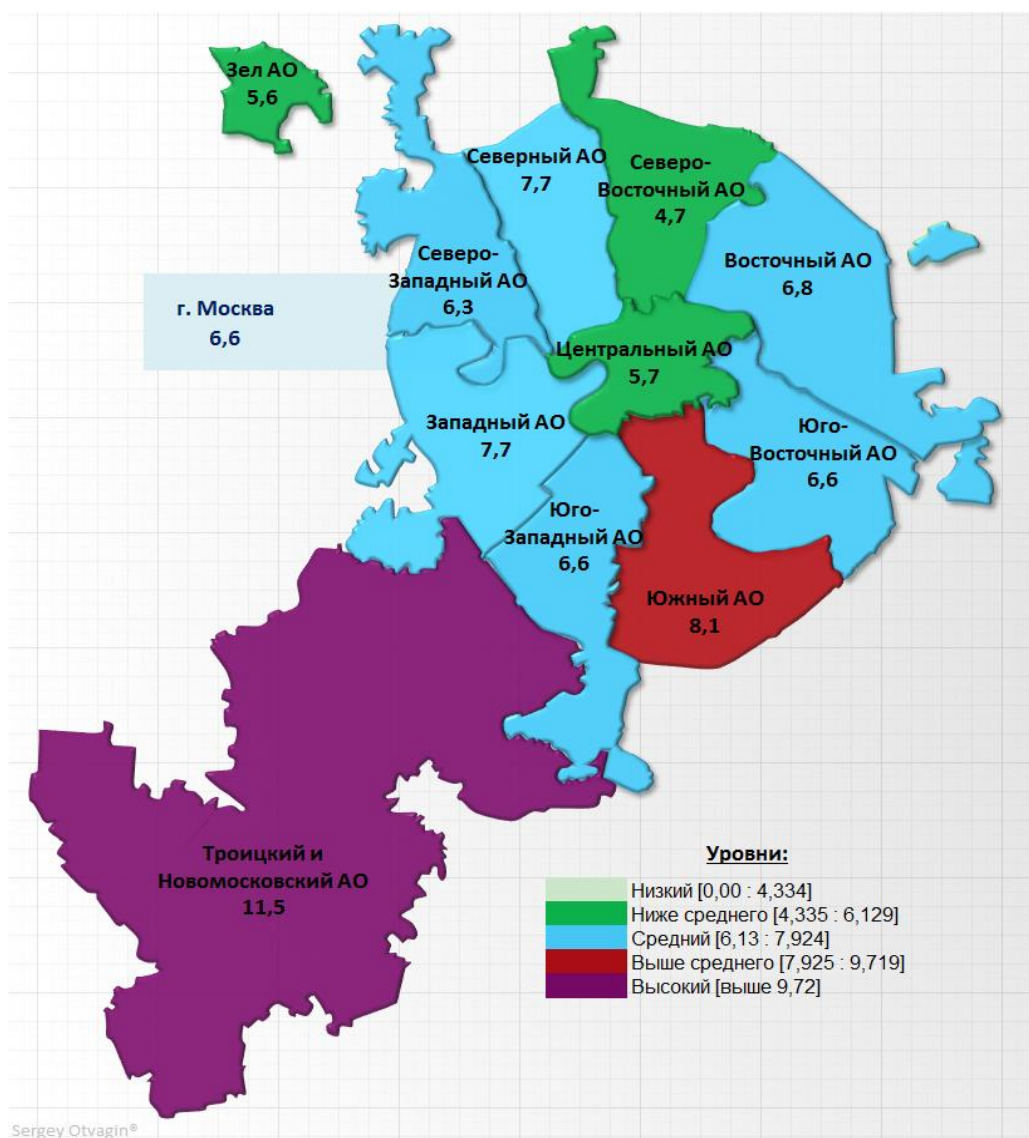 Зел АО
5,6
Северный АО
7,7
Северо-
Восточный АО
4,7
Северо-
Западный АО
6,3
Восточный АО
6,8
г. Москва
6,6
Центральный АО
5,7
Западный АО
7,7
Юго-
Восточный АО
6,6
Юго-
Западный АО
6,6
Южный АО
8,1
Троицкий и
Новомосковский АО
11,5
Уровни:
Низкий [0,00 : 4,334]
Ниже среднего [4,335 : 6,129]
Средний [6,13 : 7,924]
Выше среднего [7,925 : 9,719]
Высокий [выше 9,72]
Sergey Otvagin®